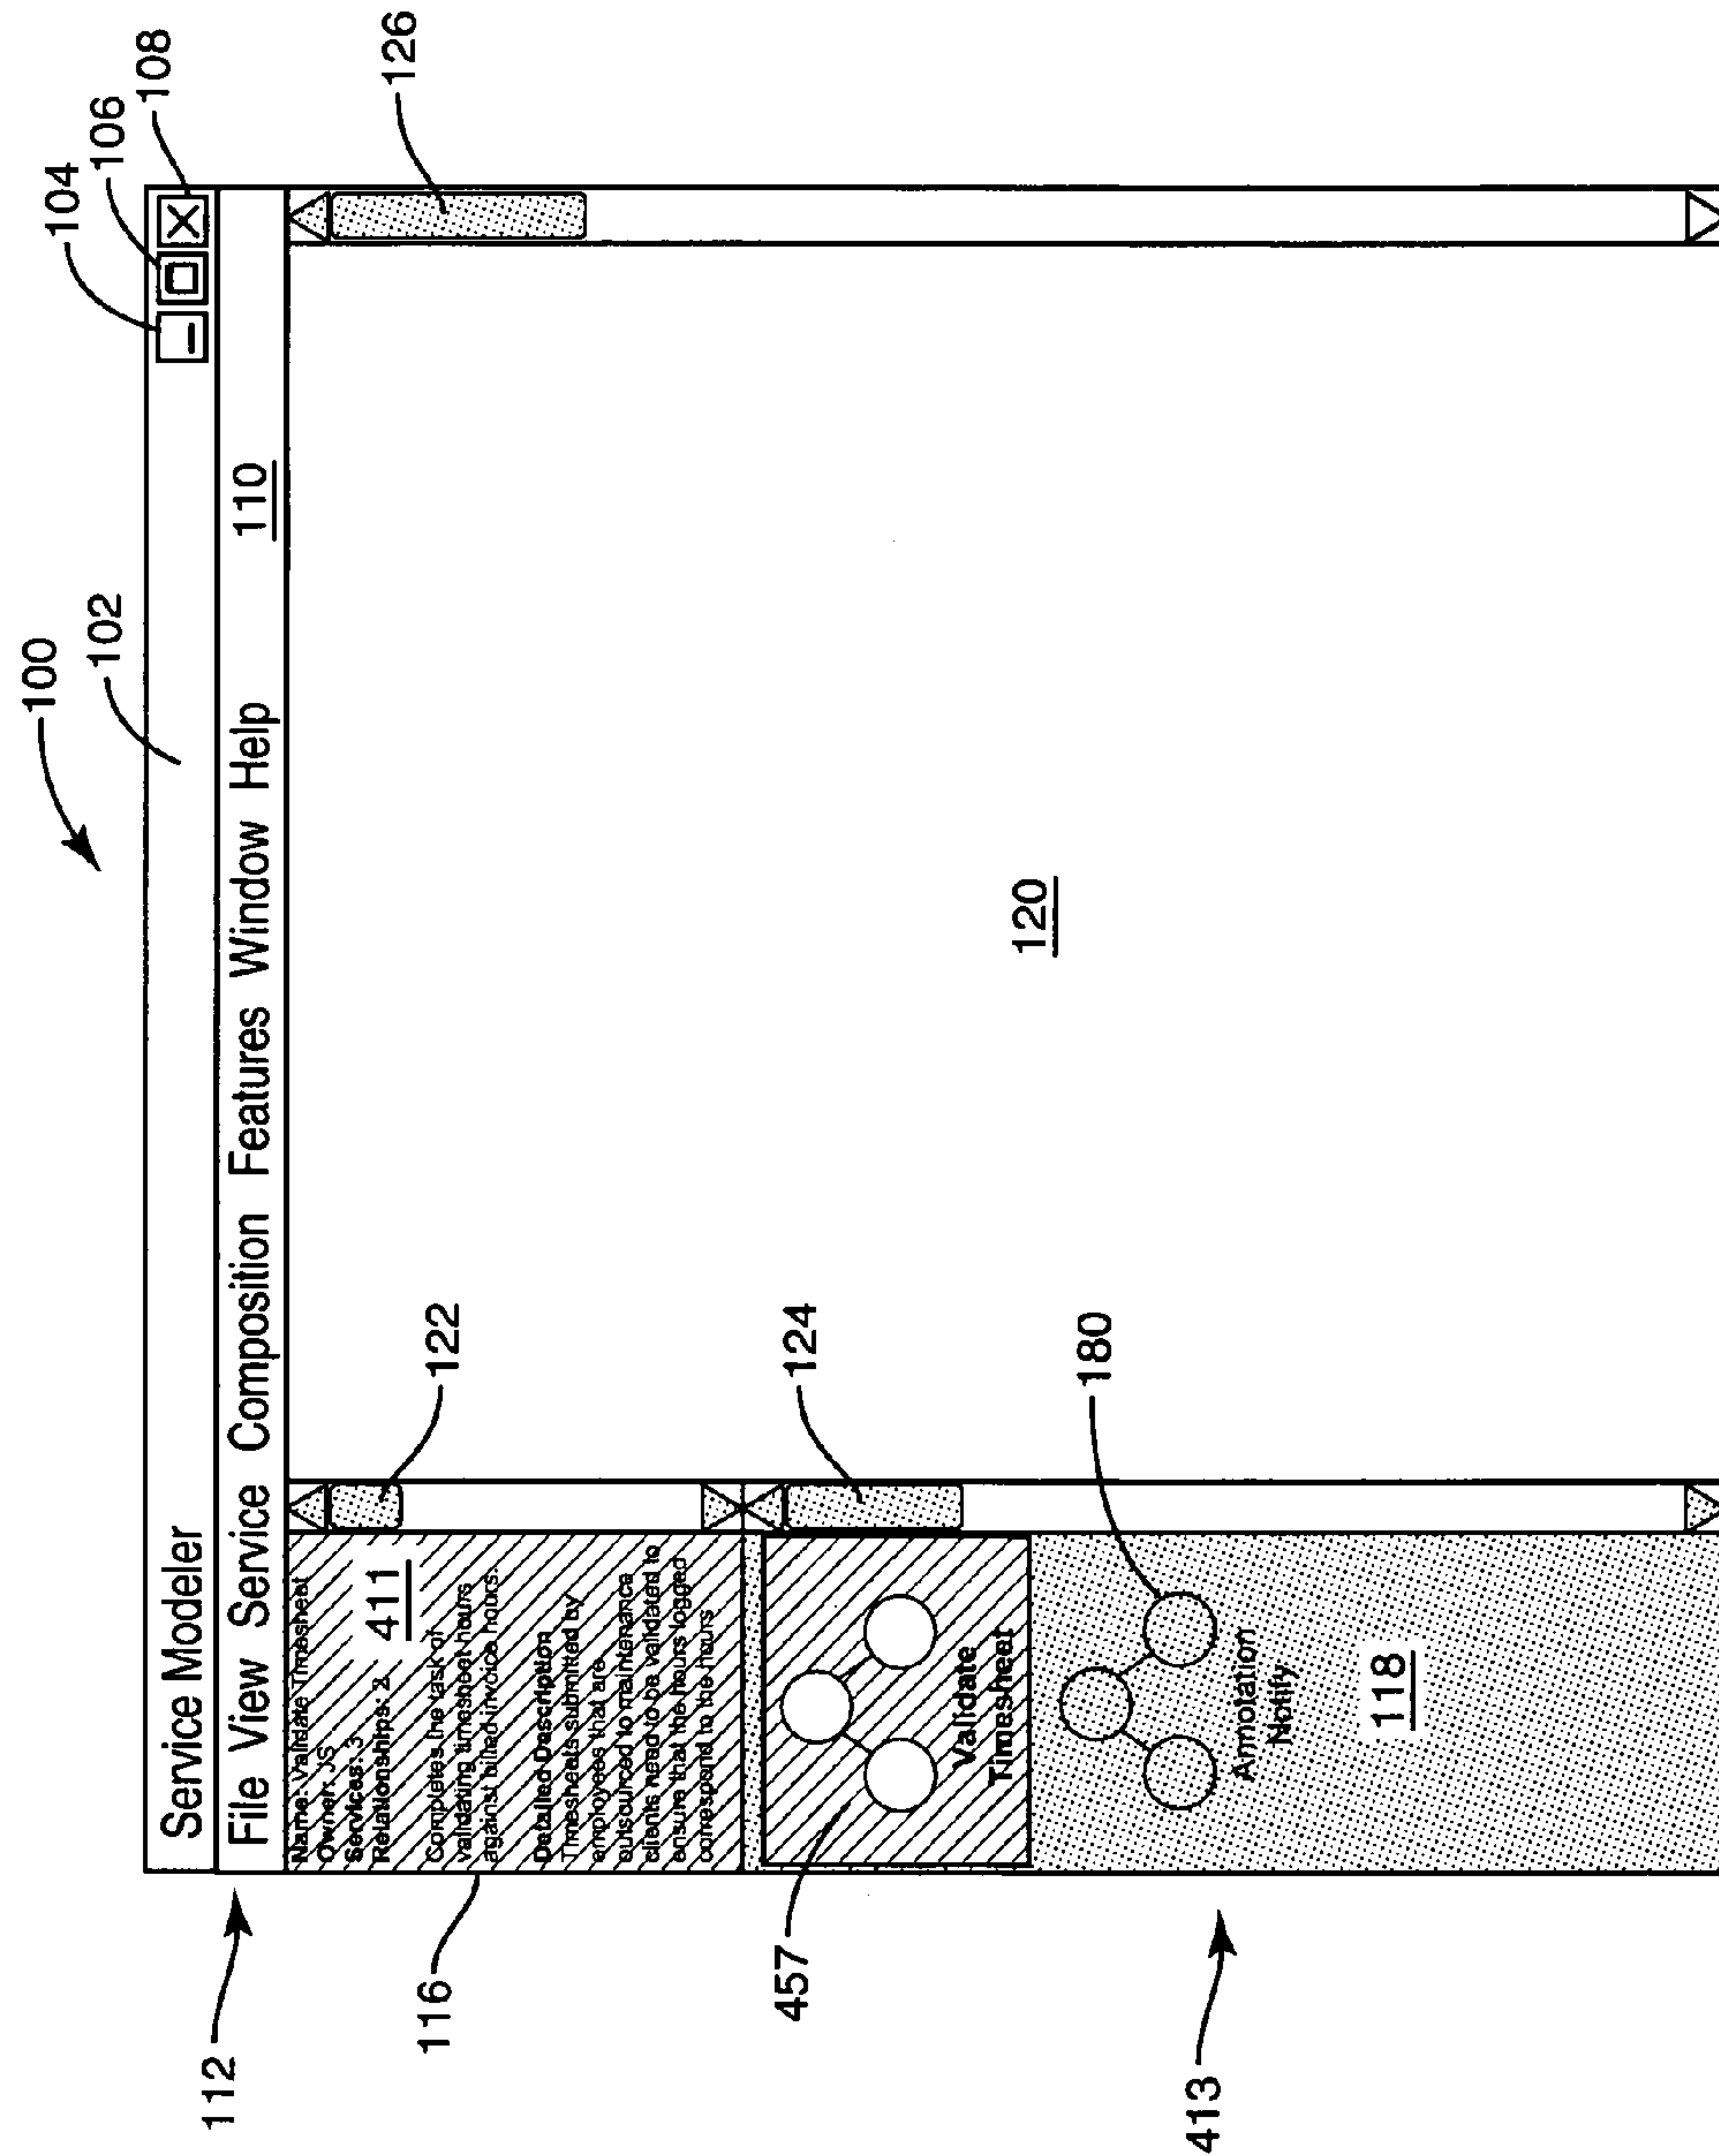 100
102
104
106
108
Service Modeler
112
File View Service Composition Features Window Help 110
Name: Validate Timesheet
Owner: JS
Services: 3
Relationships: 2
411
Completes the task of
validating timesheet hours
against billed invoice hours.
Detailed Description
Timesheets submitted by
employees that are
outsourced to maintenance
clients need to be validated to
ensure that the hours logged
correspond to the hours
116
122
126
124
457
Validate
Timesheet
120
180
Annotation
Notify
413
118